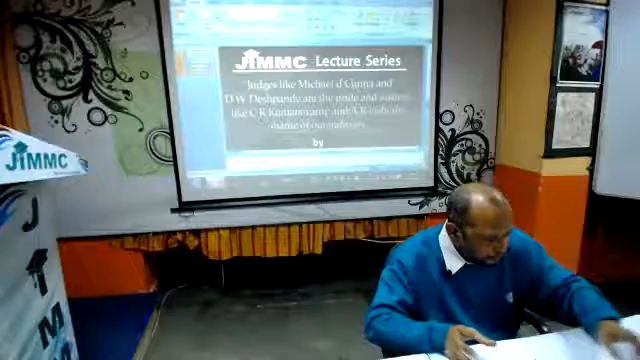 JIMMC Lecture Series
Judges like Michael d Cunna and
D W Deshpande are the pride and
like C R Kumaraswamy and
shame of our judiciary
by
JIMMC
J
M
M